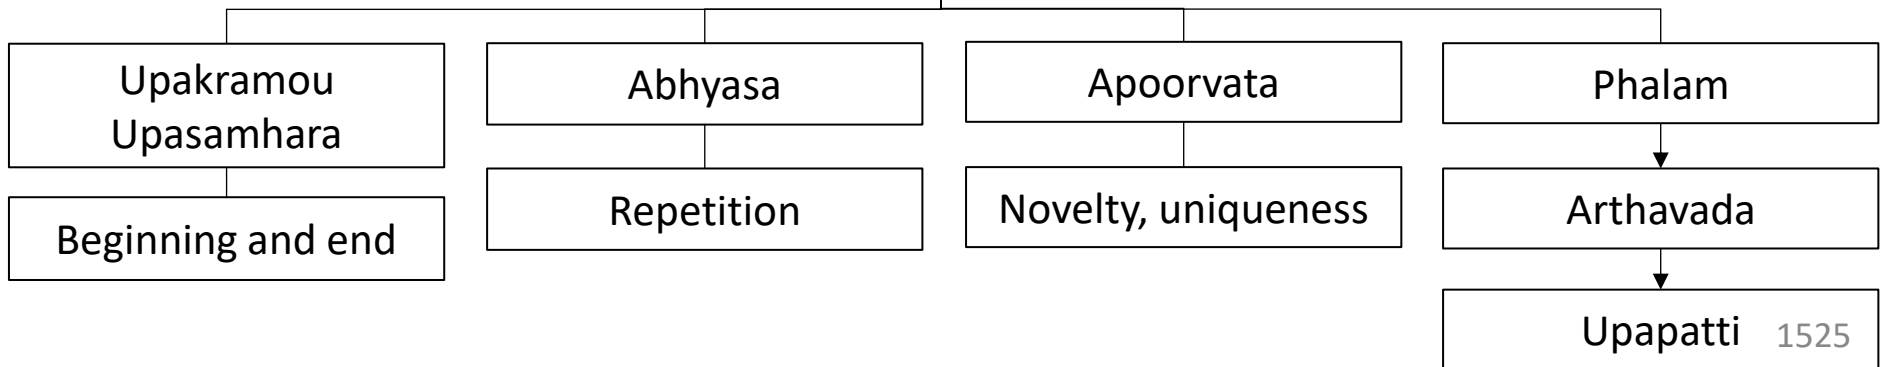 Upakramou
Upasamhara
Beginning and end
Abhyasa
Repetition
Apoorvata
Novelty, uniqueness
Phalam
Arthavada
Upapatti
1525